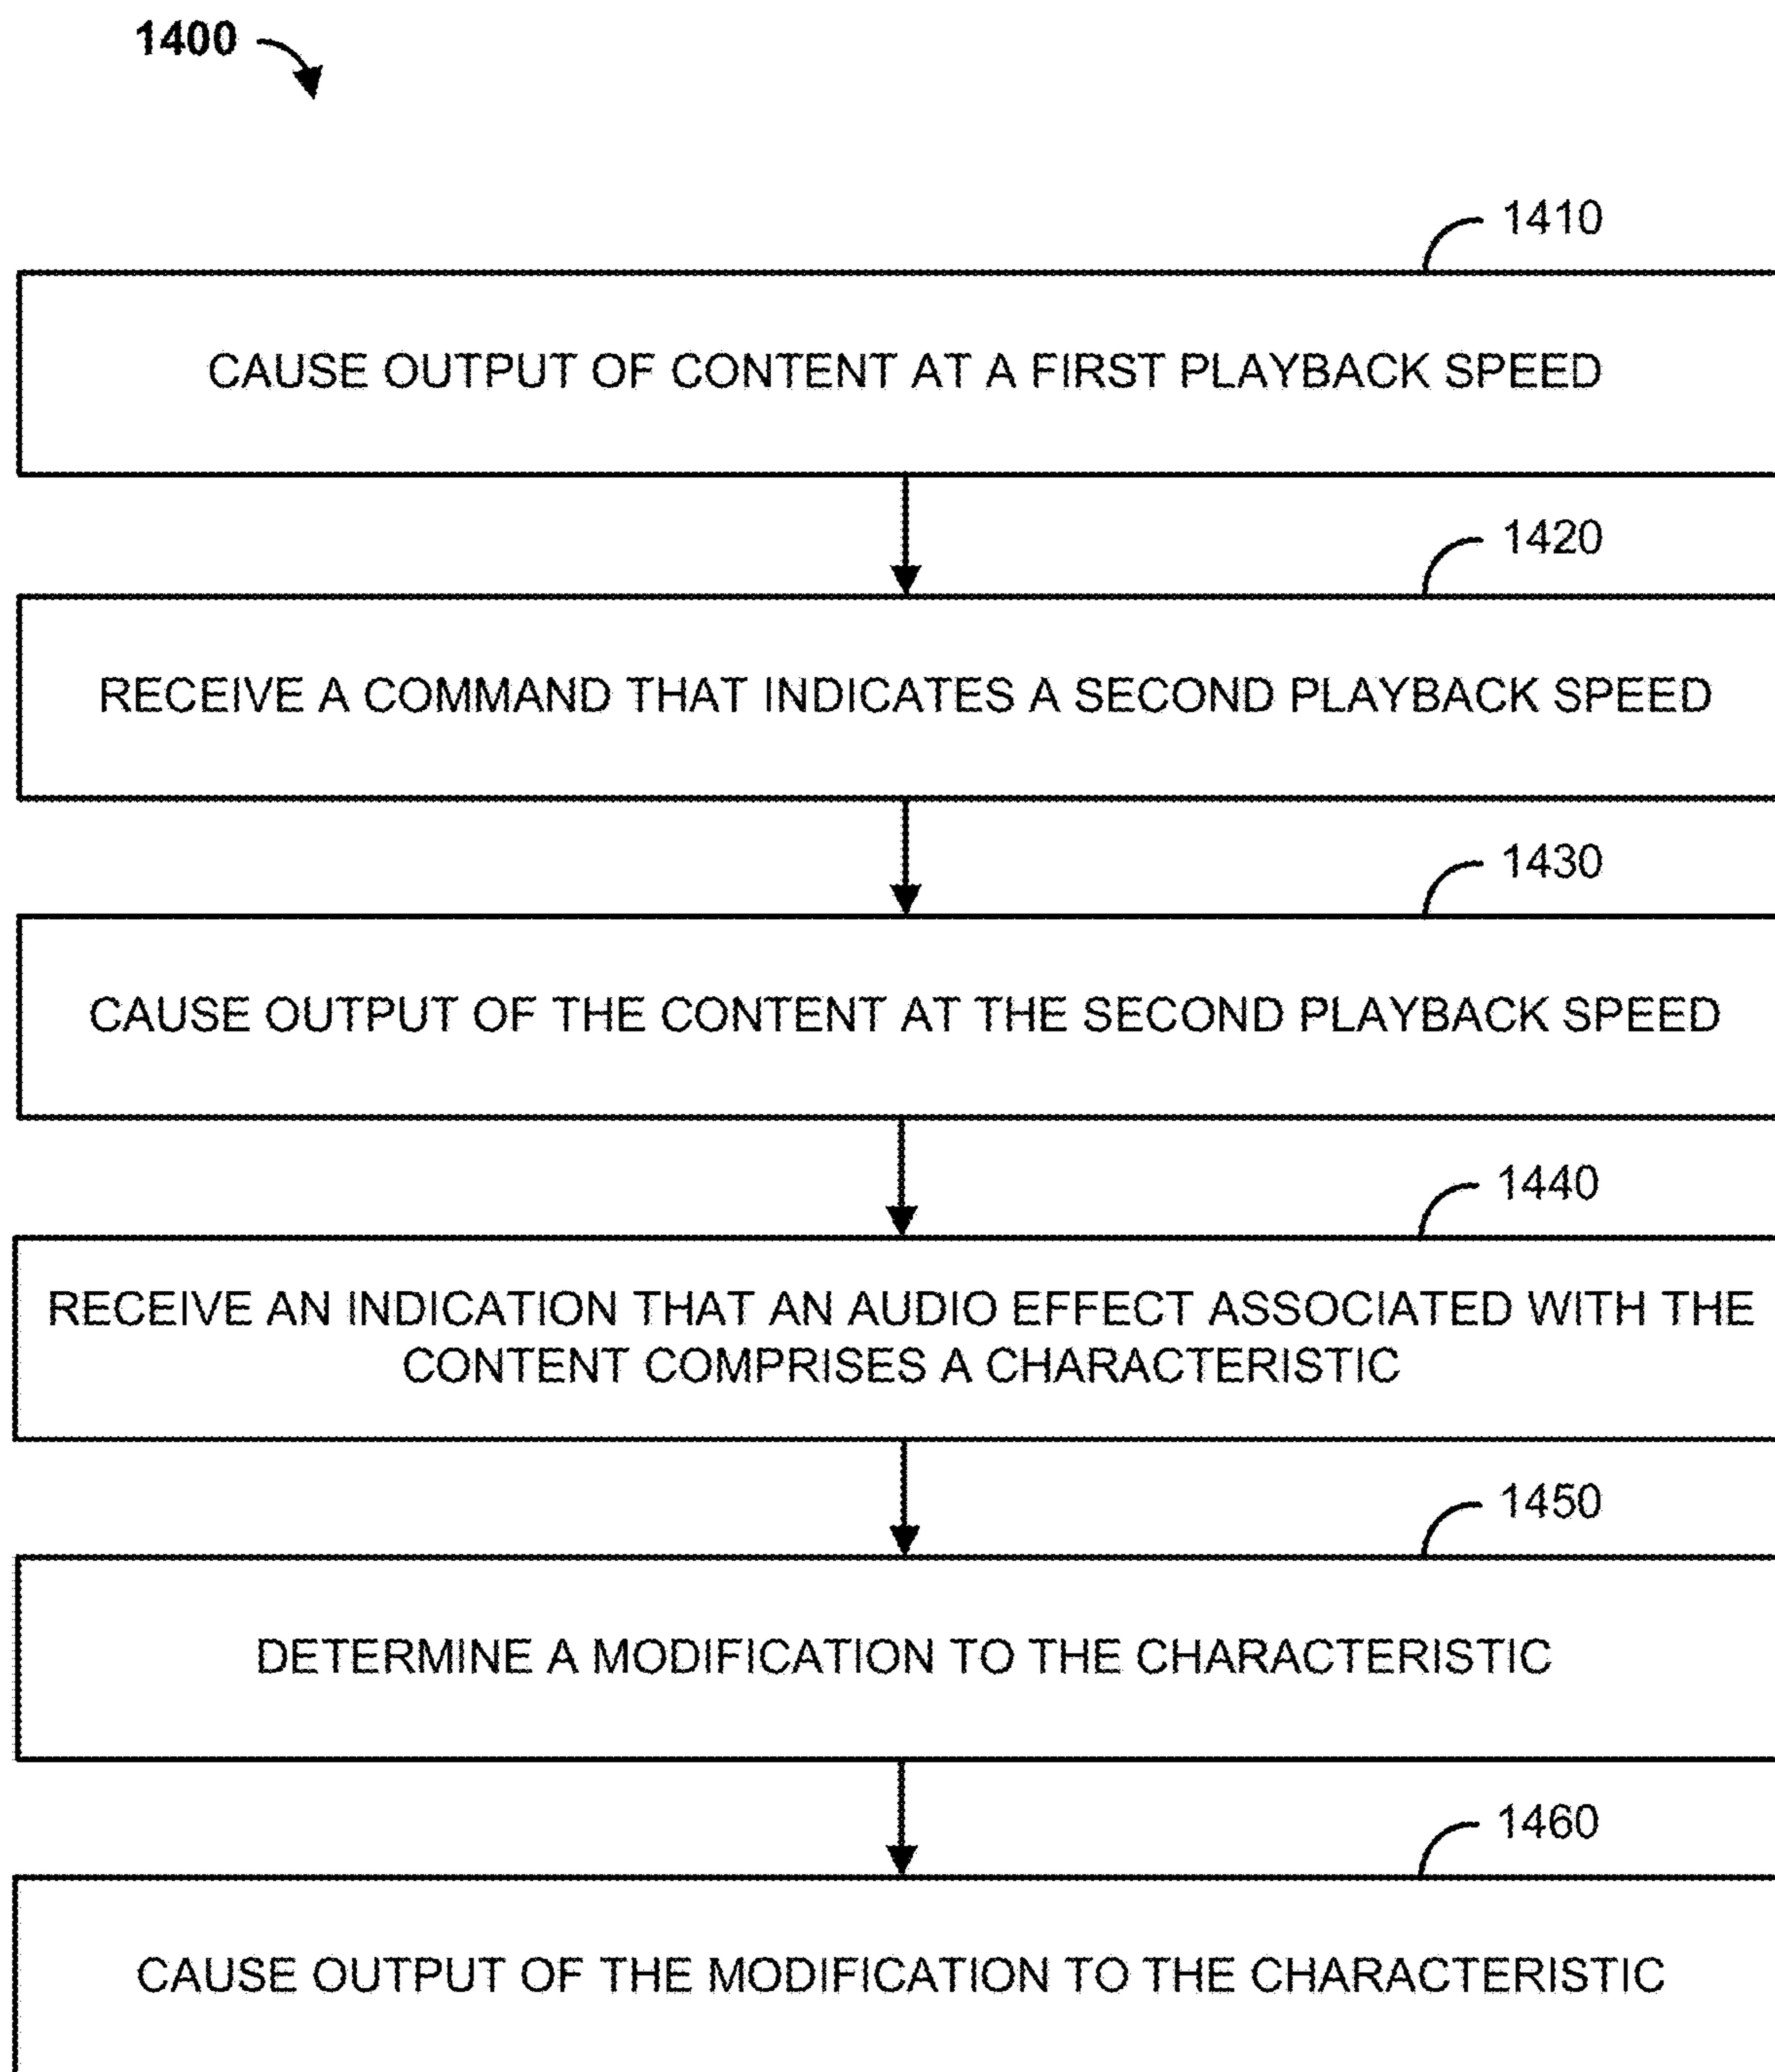 1400
1410
CAUSE OUTPUT OF CONTENT AT A FIRST PLAYBACK SPEED
1420
RECEIVE A COMMAND THAT INDICATES A SECOND PLAYBACK SPEED
1430
CAUSE OUTPUT OF THE CONTENT AT THE SECOND PLAYBACK SPEED
1440
RECEIVE AN INDICATION THAT AN AUDIO EFFECT ASSOCIATED WITH THE
CONTENT COMPRISES A CHARACTERISTIC
1450
DETERMINE A MODIFICATION TO THE CHARACTERISTIC
1460
CAUSE OUTPUT OF THE MODIFICATION TO THE CHARACTERISTIC